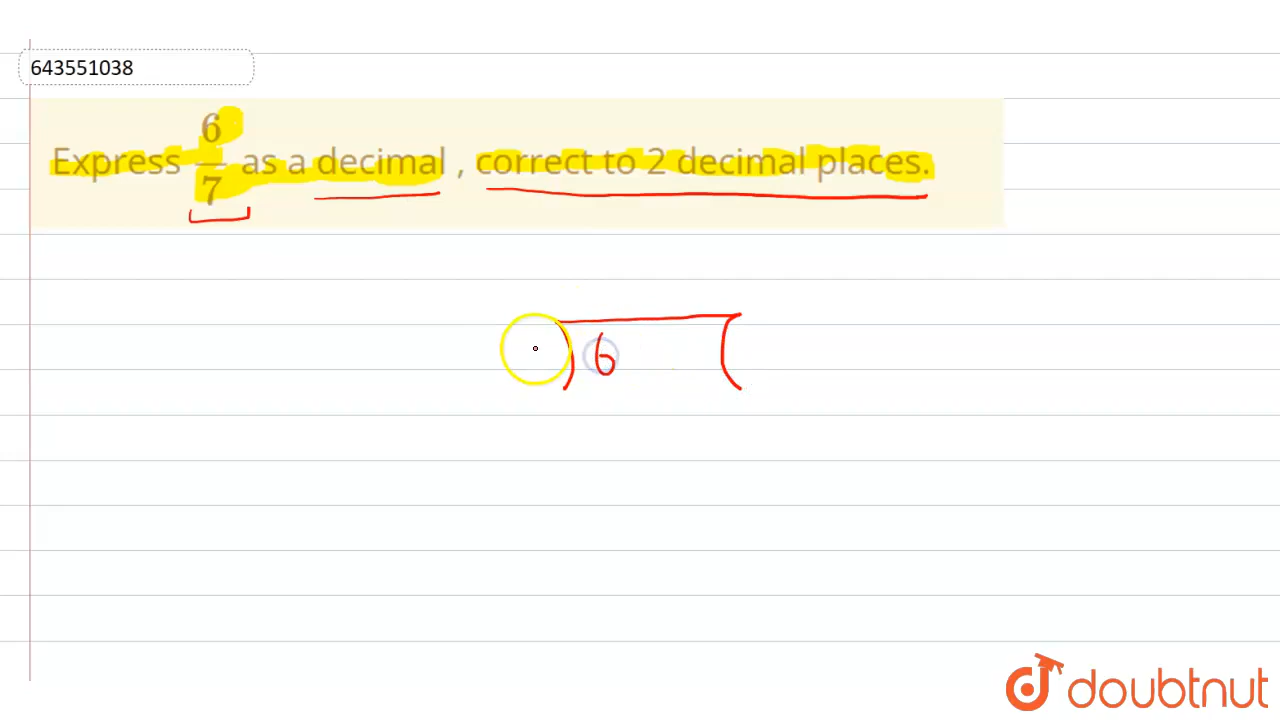 643551038
Express 6/7 as a decimal , correct to 2 decimal places.
6
doubtnut